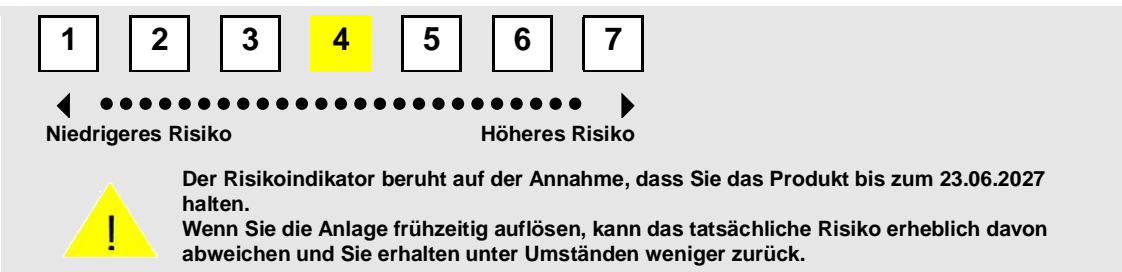 1 2 3 4 5 6 7
Niedrigeres Risiko Höheres Risiko
Der Risikoindikator beruht auf der Annahme, dass Sie das Produkt bis zum 23.06.2027
halten.
Wenn Sie die Anlage frühzeitig auflösen, kann das tatsächliche Risiko erheblich davon
abweichen und Sie erhalten unter Umständen weniger zurück.
!